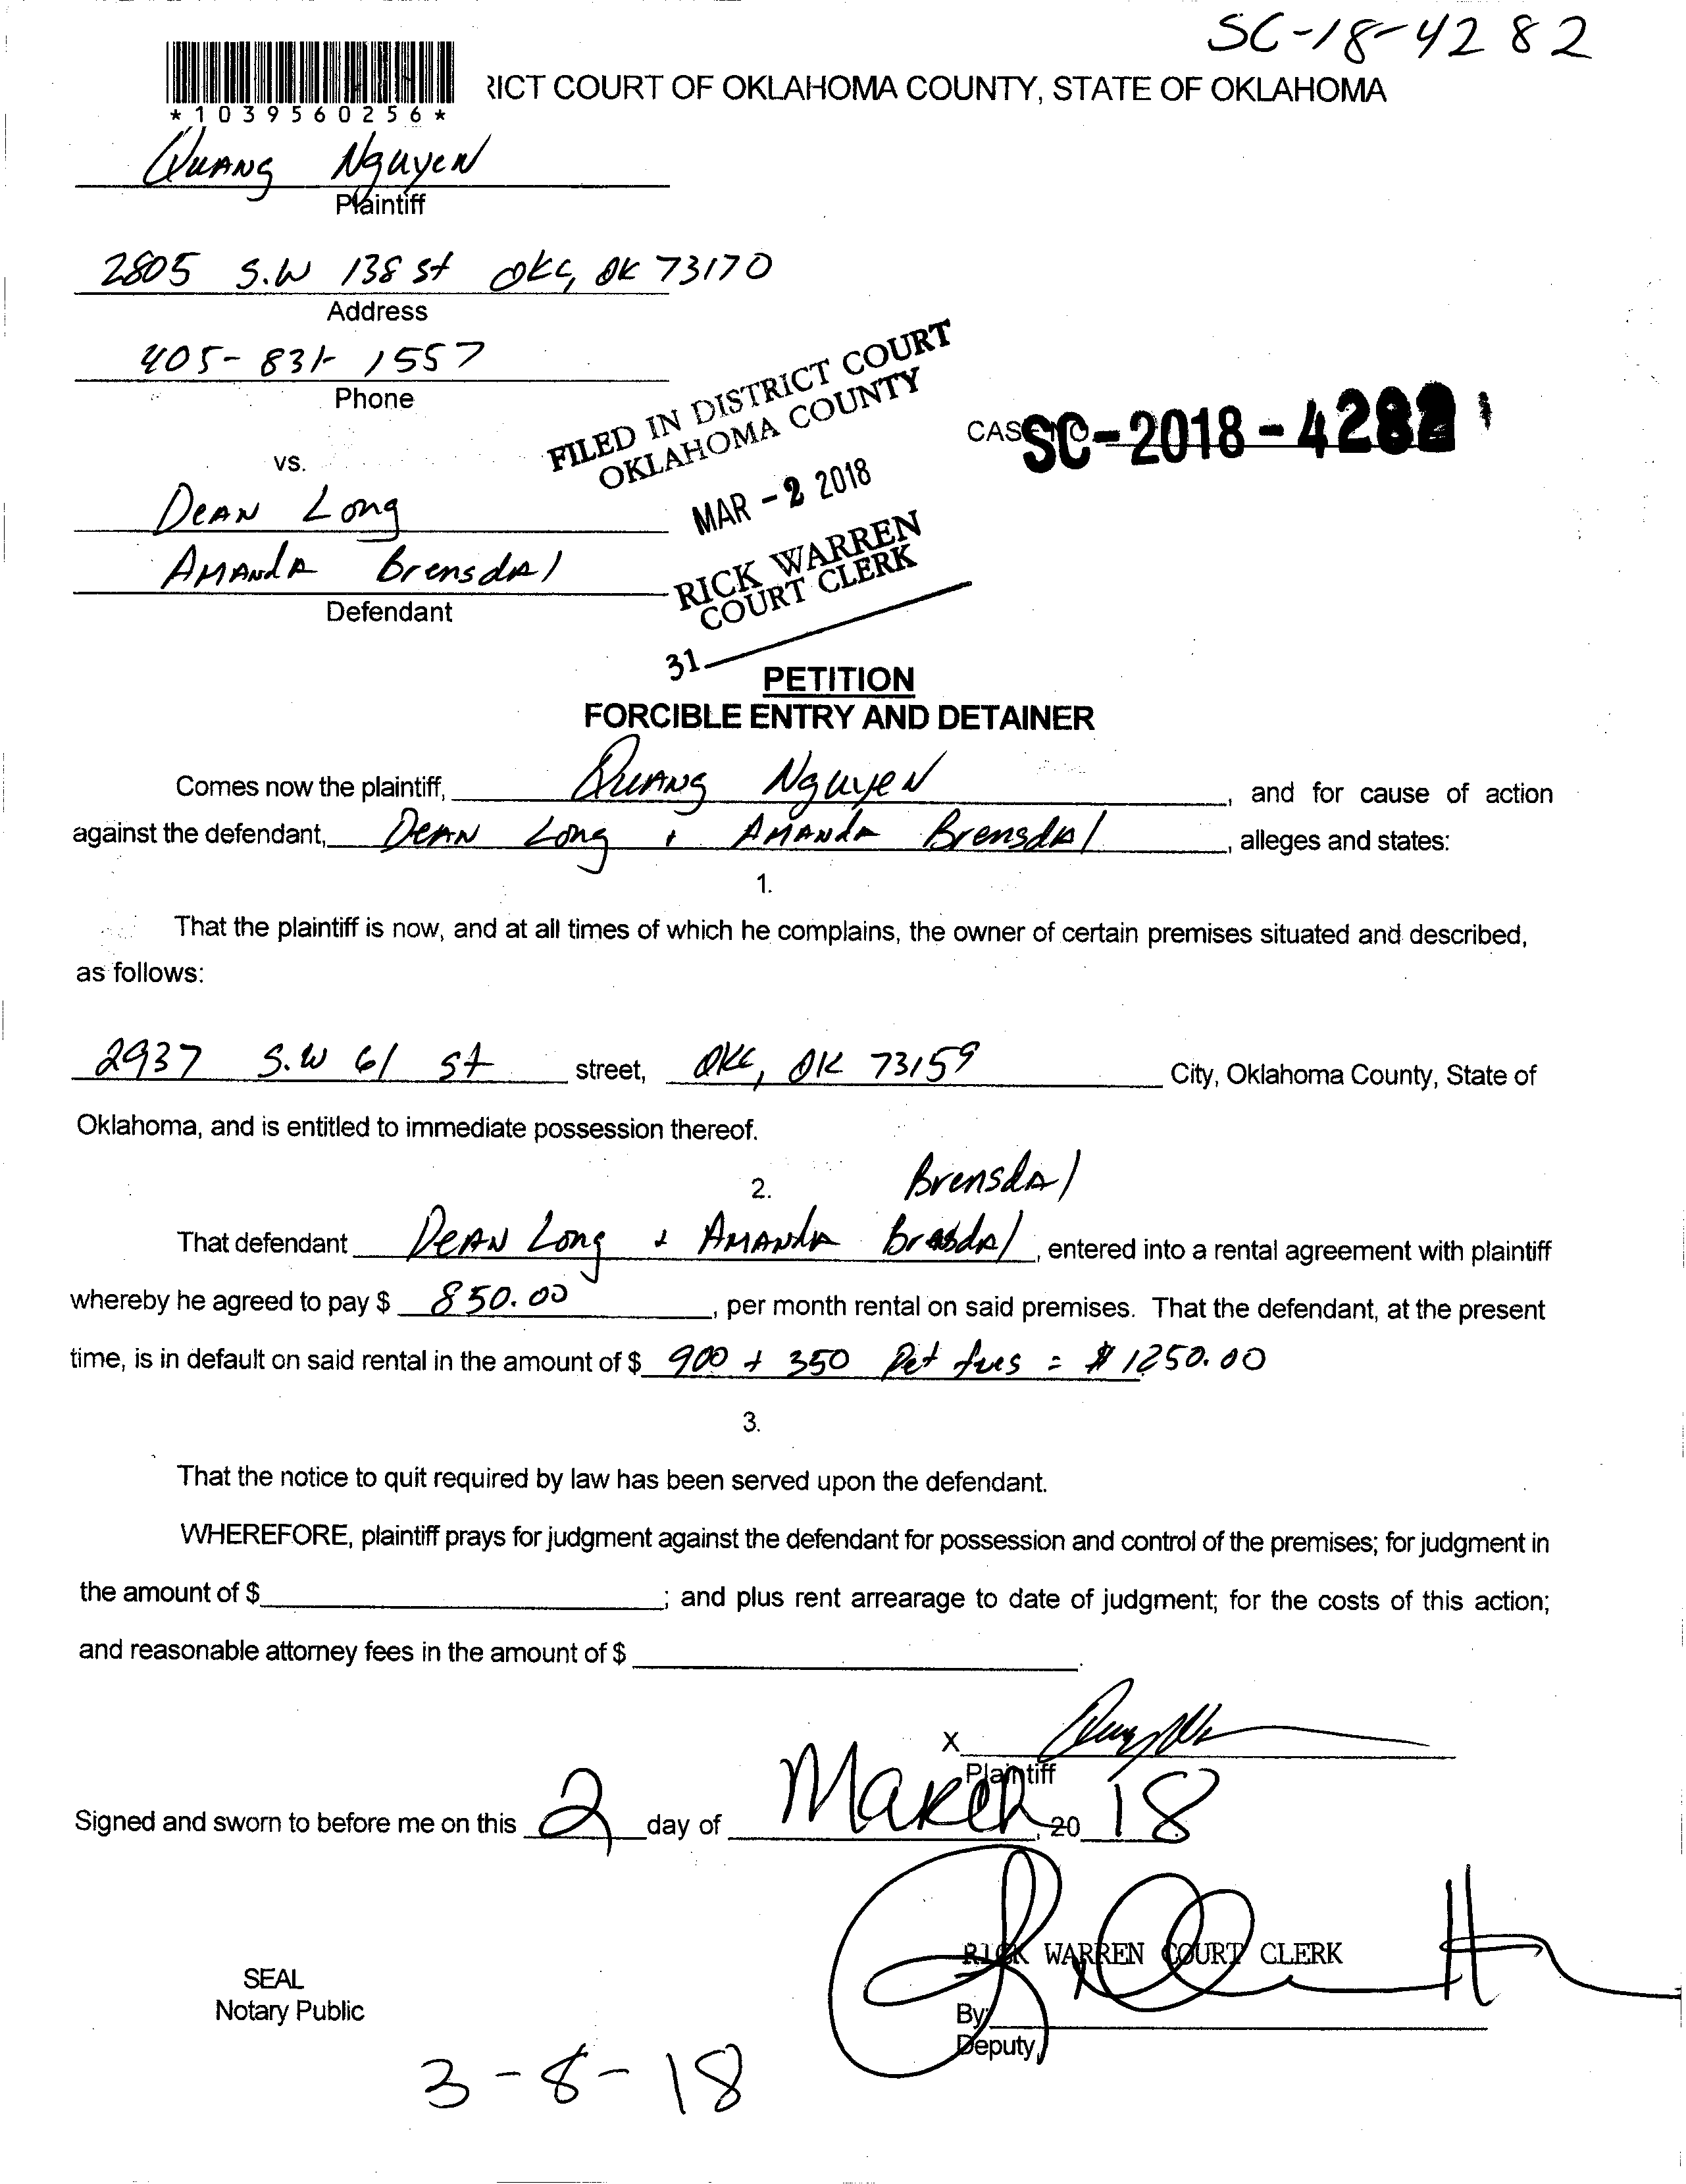 SC-18-4282
RICT COURT OF OKLAHOMA COUNTY, STATE OF OKLAHOMA
*1039560256*
Quang Nguyen
Plaintiff
2805 S.W 138 st OKC, OK 73170
Address
405-831-1557
Phone
FILED IN DISTRICT COURT
OKLAHOMA COUNTY
MAR - 2 2018
RICK WARREN
COURT CLERK
31
SC-2018-4282
vs.
Dean Long
Amanda Brensdal
Defendant
PETITION
FORCIBLE ENTRY AND DETAINER
Comes now the plaintiff, Quang Nguyen, and for cause of action
against the defendant, Dean Long + Amanda Brensdal, alleges and states:
1.
That the plaintiff is now, and at all times of which he complains, the owner of certain premises situated and described,
as follows:
2937 S.W 61 st street, OKC, OK 73159 City, Oklahoma County, State of
Oklahoma, and is entitled to immediate possession thereof.
2.
Brensdal
That defendant Dean Long + Amanda, entered into a rental agreement with plaintiff
whereby he agreed to pay $ 850.00, per month rental on said premises. That the defendant, at the present
time, is in default on said rental in the amount of $ 900 + 350 Pet fees = $1250.00
3.
That the notice to quit required by law has been served upon the defendant.
WHEREFORE, plaintiff prays for judgment against the defendant for possession and control of the premises; for judgment in
the amount of $ ; and plus rent arrearage to date of judgment; for the costs of this action;
and reasonable attorney fees in the amount of $ .
X
Plaintiff
Signed and sworn to before me on this 2 day of March, 20 18
RICK WARREN COURT CLERK
SEAL
Notary Public
By:
Deputy
3-8-18